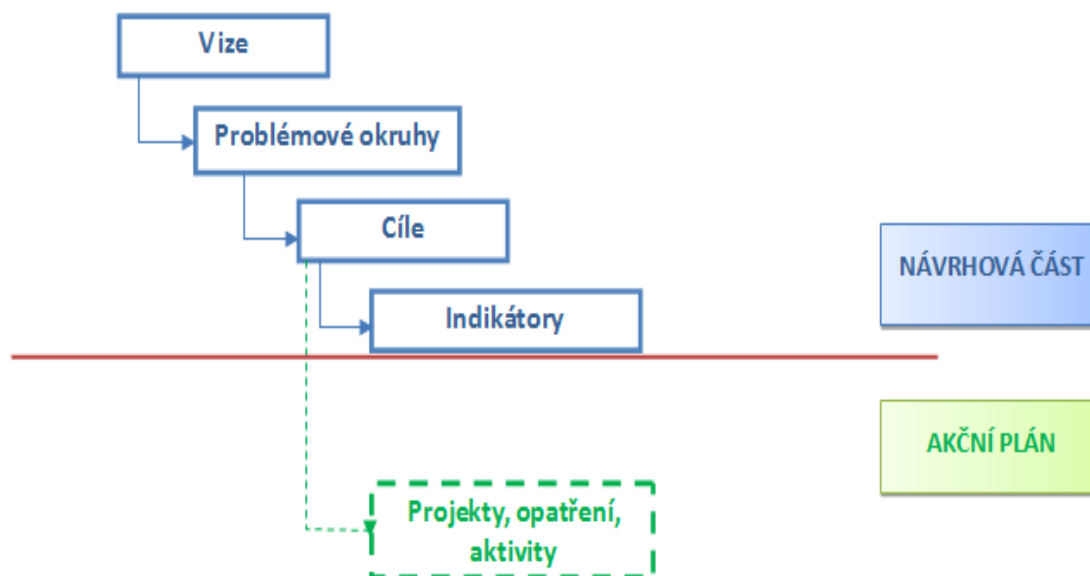 Vize
Problémové okruhy
Cíle
NÁVRHOVÁ ČÁST
Indikátory
AKČNÍ PLÁN
Projekty, opatření,
aktivity